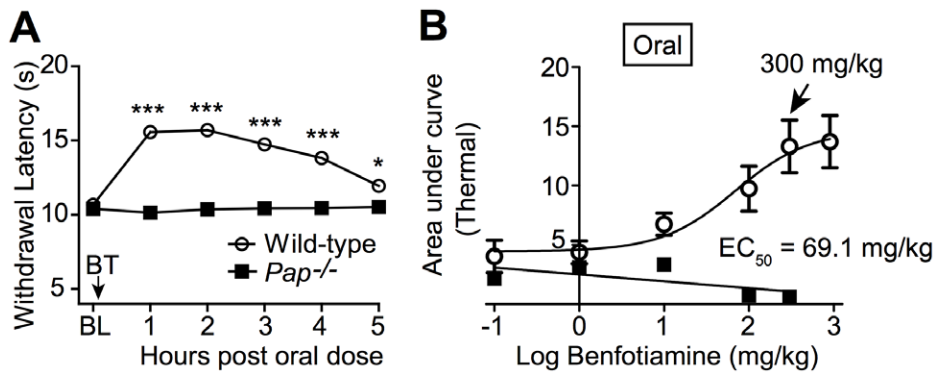 A
Withdrawal Latency (s)
20
15
10
5
***
***
***
***
*
BT
Wild-type
Pap-/-
BL
1
2
3
4
5
Hours post oral dose
B
Oral
Area under curve
(Thermal)
20
15
10
5
300 mg/kg
EC50 = 69.1 mg/kg
-1
0
1
2
3
Log Benfotiamine (mg/kg)